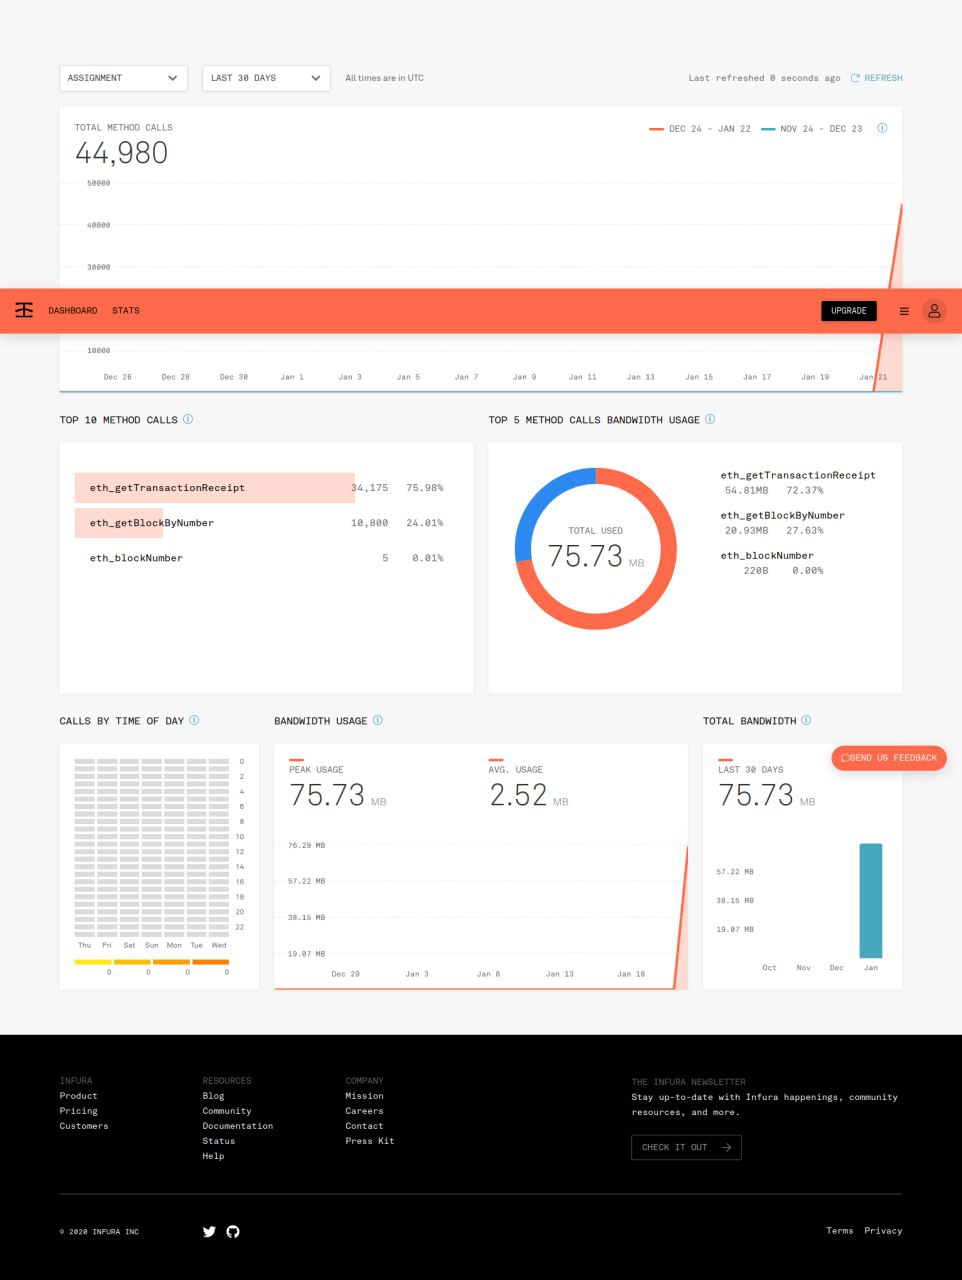 ASSIGNMENT
LAST 30 DAYS
All times are in UTC
Last refreshed 0 seconds ago
REFRESH
TOTAL METHOD CALLS
44,980
DEC 24 - JAN 22
NOV 24 - DEC 23
50000
40000
30000
DASHBOARD STATS
UPGRADE
10000
Dec 26 Dec 28 Dec 30 Jan 1 Jan 3 Jan 5 Jan 7 Jan 9 Jan 11 Jan 13 Jan 15 Jan 17 Jan 19 Jan 21
TOP 10 METHOD CALLS
eth_getTransactionReceipt 34,175 75.98%
eth_getBlockByNumber 10,800 24.01%
eth_blockNumber 5 0.01%
TOP 5 METHOD CALLS BANDWIDTH USAGE
TOTAL USED
75.73 MB
eth_getTransactionReceipt
54.81MB 72.37%
eth_getBlockByNumber
20.93MB 27.63%
eth_blockNumber
220B 0.00%
CALLS BY TIME OF DAY
0
2
4
6
8
10
12
14
16
18
20
22
Thu Fri Sat Sun Mon Tue Wed
0 0 0 0
BANDWIDTH USAGE
PEAK USAGE
75.73 MB
AVG. USAGE
2.52 MB
76.29 MB
57.22 MB
38.15 MB
19.07 MB
Dec 29 Jan 3 Jan 8 Jan 13 Jan 18
TOTAL BANDWIDTH
SEND US FEEDBACK
LAST 30 DAYS
75.73 MB
57.22 MB
38.15 MB
19.07 MB
Oct Nov Dec Jan
INFURA
Product
Pricing
Customers
RESOURCES
Blog
Community
Documentation
Status
Help
COMPANY
Mission
Careers
Contact
Press Kit
THE INFURA NEWSLETTER
Stay up-to-date with Infura happenings, community
resources, and more.
CHECK IT OUT
© 2020 INFURA INC
Terms Privacy